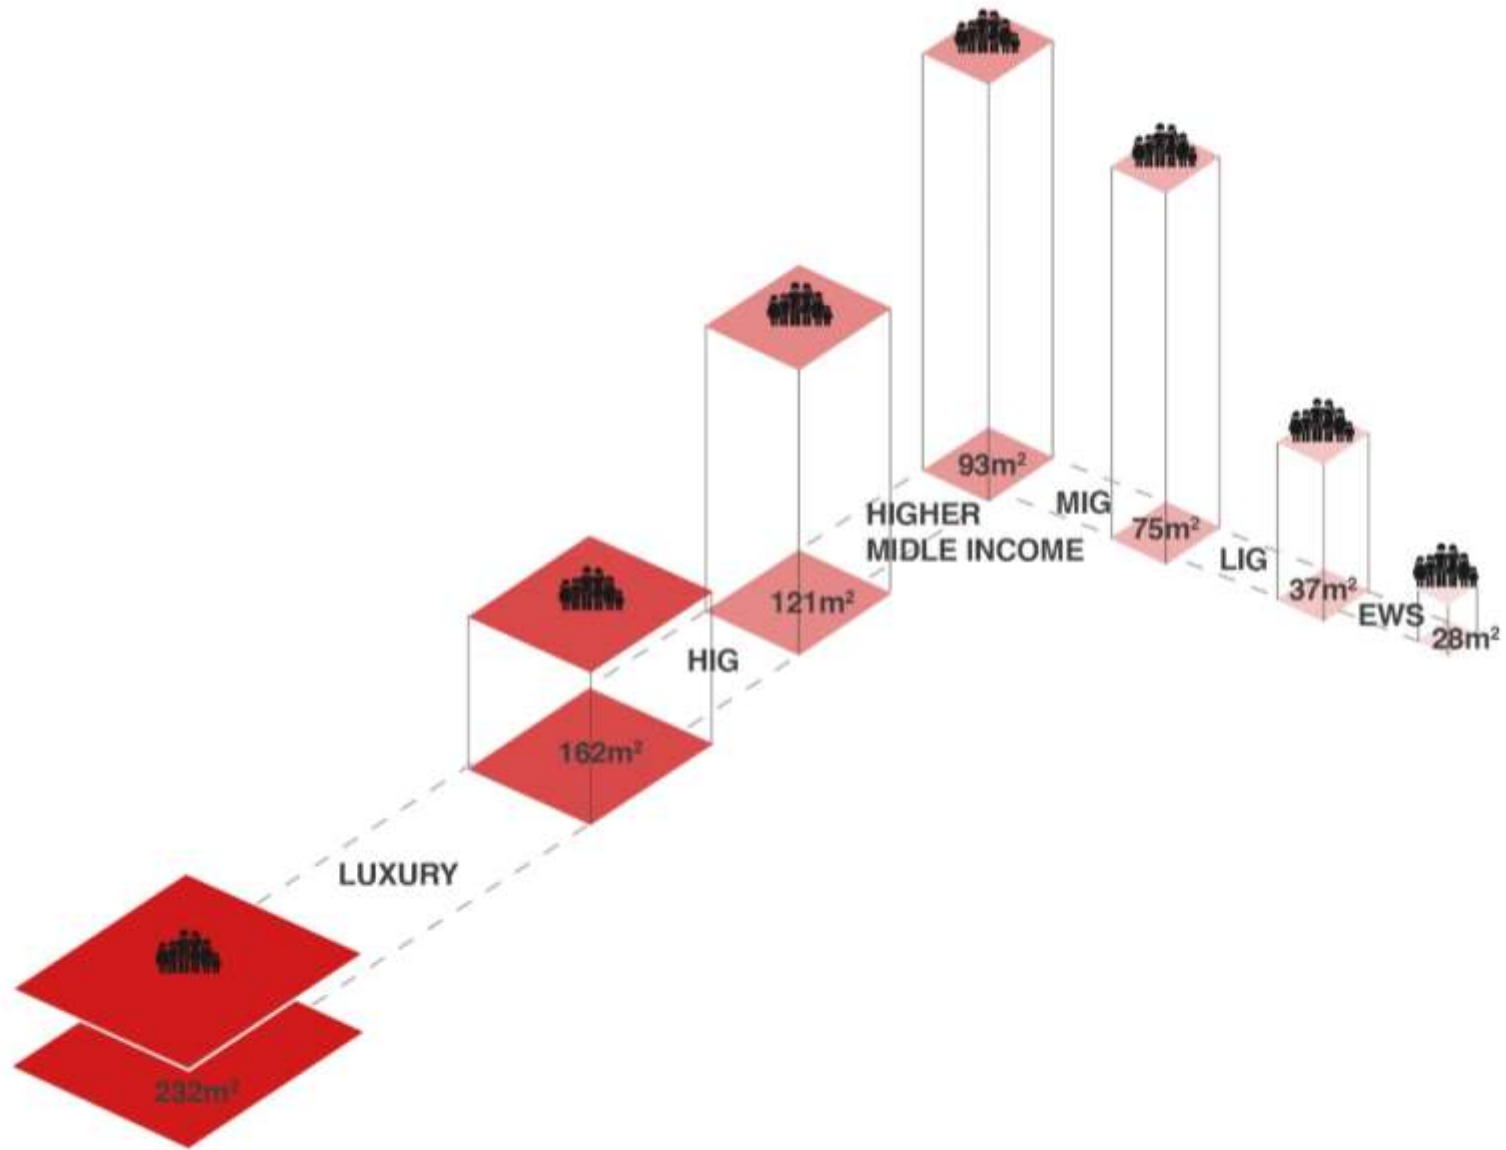 93m²
HIGHER
MIDLE INCOME
MIG
75m²
LIG
37m²
EWS
28m²
121m²
HIG
162m²
LUXURY
232m²